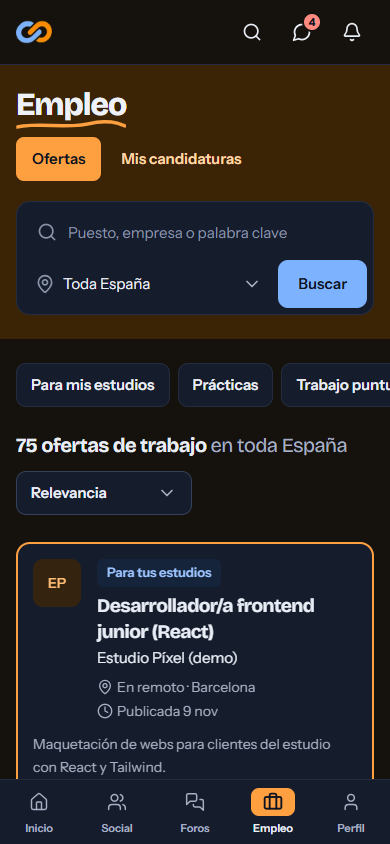 4
Empleo
Ofertas
Mis candidaturas
Puesto, empresa o palabra clave
Toda España
Buscar
Para mis estudios
Prácticas
Trabajo puntu
75 ofertas de trabajo en toda España
Relevancia
EP
Para tus estudios
Desarrollador/a frontend
junior (React)
Estudio Píxel (demo)
En remoto · Barcelona
Publicada 9 nov
Maquetación de webs para clientes del estudio
con React y Tailwind.
Inicio
Social
Foros
Empleo
Perfil